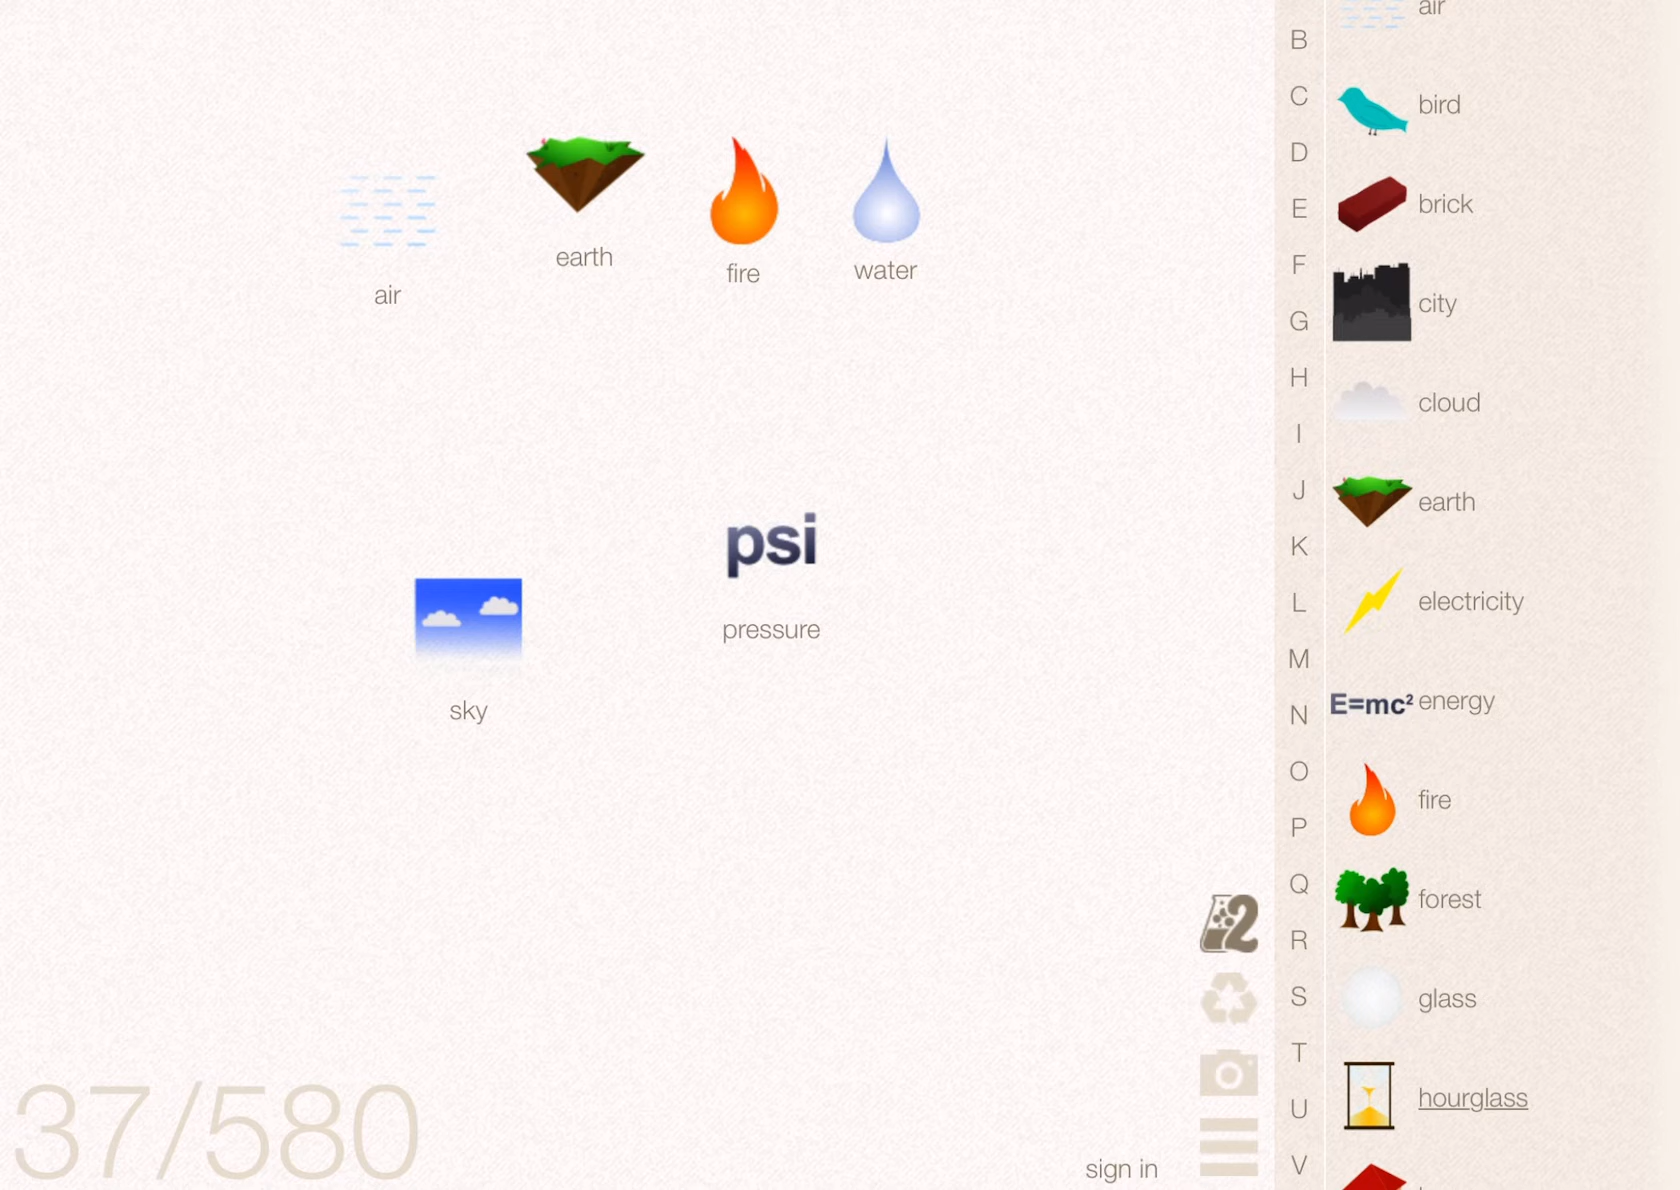 air
earth
fire
water
psi
pressure
sky
37/580
2
sign in
B
C
D
E
F
G
H
I
J
K
L
M
N
O
P
Q
R
S
T
U
V
air
bird
brick
city
cloud
earth
electricity
E=mc² energy
fire
forest
glass
hourglass